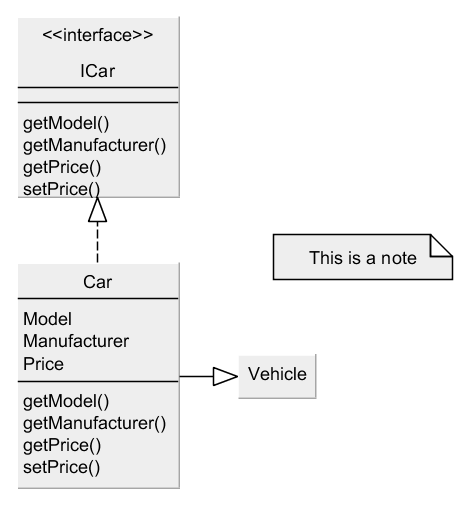 <<interface>>
ICar
getModel()
getManufacturer()
getPrice()
setPrice()
This is a note
Car
Model
Manufacturer
Price
Vehicle
getModel()
getManufacturer()
getPrice()
setPrice()